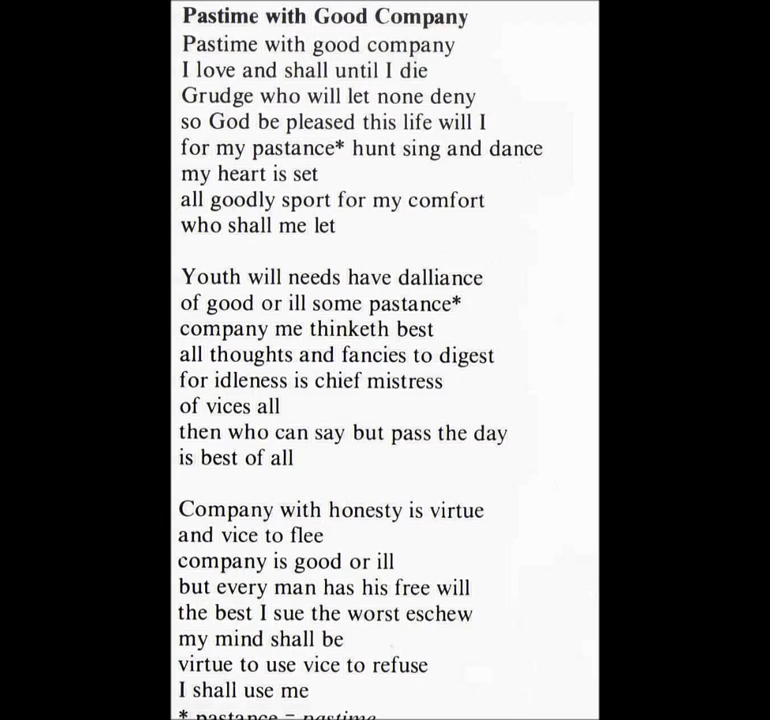 Pastime with Good Company
Pastime with good company
I love and shall until I die
Grudge who will let none deny
so God be pleased this life will I
for my pastance* hunt sing and dance
my heart is set
all goodly sport for my comfort
who shall me let
Youth will needs have dalliance
of good or ill some pastance*
company me thinketh best
all thoughts and fancies to digest
for idleness is chief mistress
of vices all
then who can say but pass the day
is best of all
Company with honesty is virtue
and vice to flee
company is good or ill
but every man has his free will
the best I sue the worst eschew
my mind shall be
virtue to use vice to refuse
I shall use me
* pastance = pastime